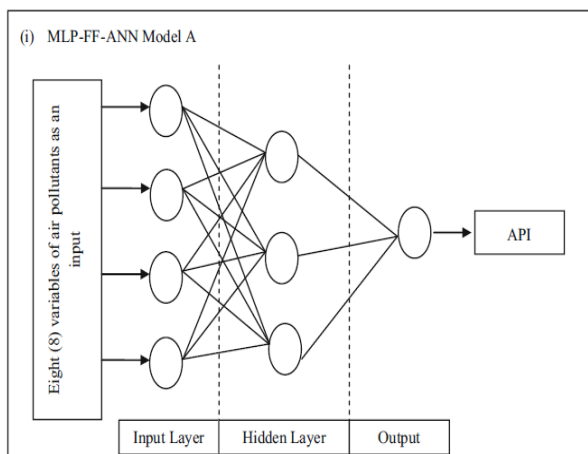 (i) MLP-FF-ANN Model A
Eight (8) variables of air pollutants as an
input
API
Input Layer
Hidden Layer
Output